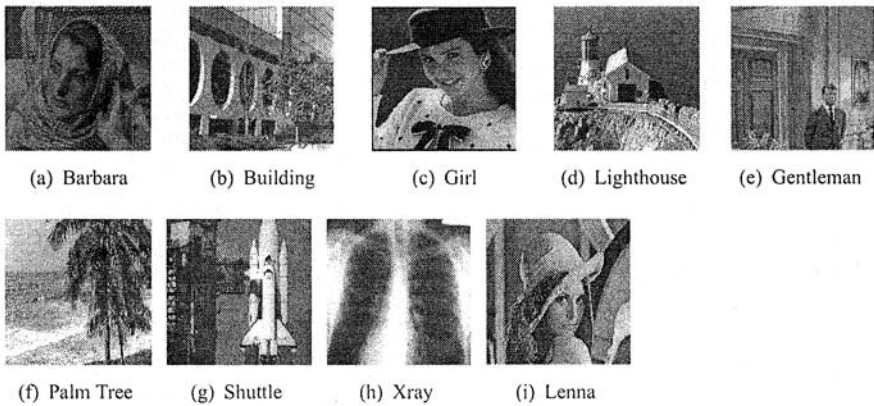 (a) Barbara
(b) Building
(c) Girl
(d) Lighthouse
(e) Gentleman
(f) Palm Tree
(g) Shuttle
(h) Xray
(i) Lenna